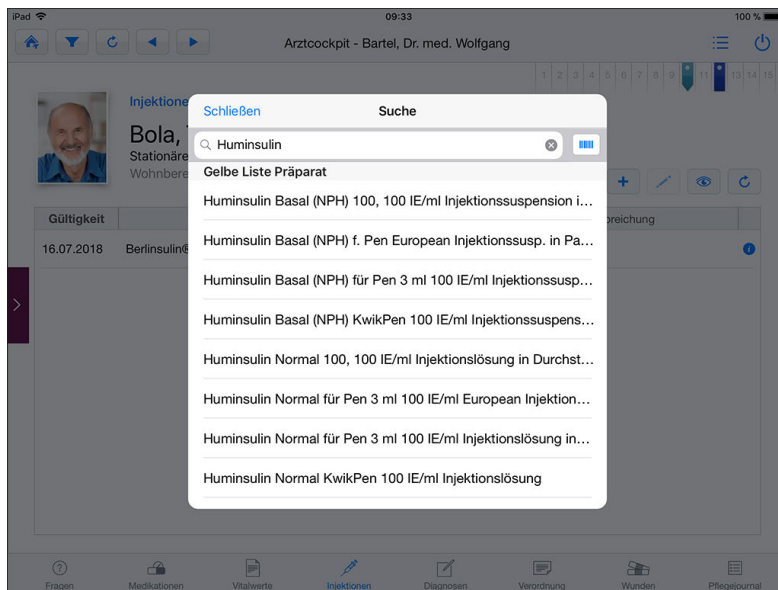 iPad 09:33 100 %
Arztcockpit - Bartel, Dr. med. Wolfgang
1 2 3 4 5 6 7 8 9 11 13 14 15
Injektione
Bola,
Stationäre
Wohnbere
Schließen Suche
Huminsulin
Gelbe Liste Präparat
Huminsulin Basal (NPH) 100, 100 IE/ml Injektionssuspension i...
Huminsulin Basal (NPH) f. Pen European Injektionssusp. in Pa...
Huminsulin Basal (NPH) für Pen 3 ml 100 IE/ml Injektionssusp...
Huminsulin Basal (NPH) KwikPen 100 IE/ml Injektionssuspens...
Huminsulin Normal 100, 100 IE/ml Injektionslösung in Durchst...
Huminsulin Normal für Pen 3 ml 100 IE/ml European Injektion...
Huminsulin Normal für Pen 3 ml 100 IE/ml Injektionslösung in...
Huminsulin Normal KwikPen 100 IE/ml Injektionslösung
Gültigkeit breichung
16.07.2018 Berlinsulin®
Fragen Medikationen Vitalwerte Injektionen Diagnosen Verordnung Wunden Pflegejournal